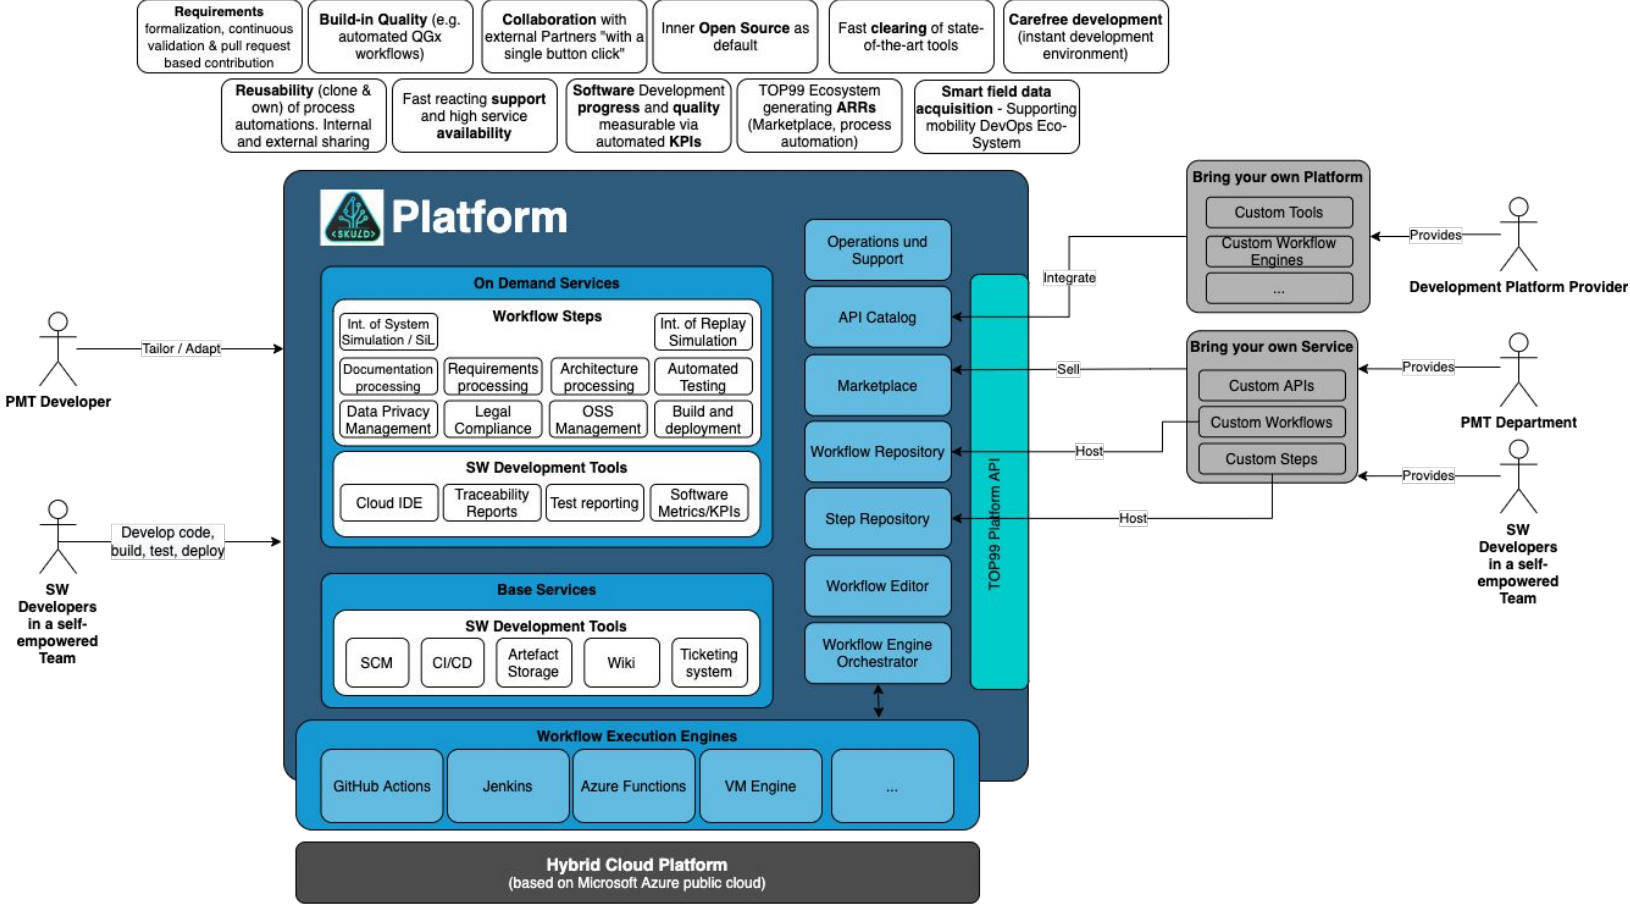 Requirements
formalization, continuous
validation & pull request
based contribution
Build-in Quality (e.g.
automated QGx
workflows)
Collaboration with
external Partners "with a
single button click"
Inner Open Source as
default
Fast clearing of state-
of-the-art tools
Carefree development
(instant development
environment)
Reusability (clone &
own) of process
automations. Internal
and external sharing
Fast reacting support
and high service
availability
Software Development
progress and quality
measurable via
automated KPIs
TOP99 Ecosystem
generating ARRs
(Marketplace, process
automation)
Smart field data
acquisition - Supporting
mobility DevOps Eco-
System
<SKULD>
Platform
On Demand Services
Workflow Steps
Int. of System
Simulation / SiL
Int. of Replay
Simulation
Documentation
processing
Requirements
processing
Architecture
processing
Automated
Testing
Data Privacy
Management
Legal
Compliance
OSS
Management
Build and
deployment
SW Development Tools
Cloud IDE
Traceability
Reports
Test reporting
Software
Metrics/KPIs
Base Services
SW Development Tools
SCM
CI/CD
Artefact
Storage
Wiki
Ticketing
system
Operations und
Support
API Catalog
Marketplace
Workflow Repository
Step Repository
Workflow Editor
Workflow Engine
Orchestrator
TOP99 Platform API
Workflow Execution Engines
GitHub Actions
Jenkins
Azure Functions
VM Engine
...
Hybrid Cloud Platform
(based on Microsoft Azure public cloud)
PMT Developer
Tailor / Adapt
SW
Developers
in a self-
empowered
Team
Develop code,
build, test, deploy
Integrate
Sell
Host
Host
Bring your own Platform
Custom Tools
Custom Workflow
Engines
...
Provides
Development Platform Provider
Bring your own Service
Custom APIs
Custom Workflows
Custom Steps
Provides
PMT Department
Provides
SW
Developers
in a self-
empowered
Team